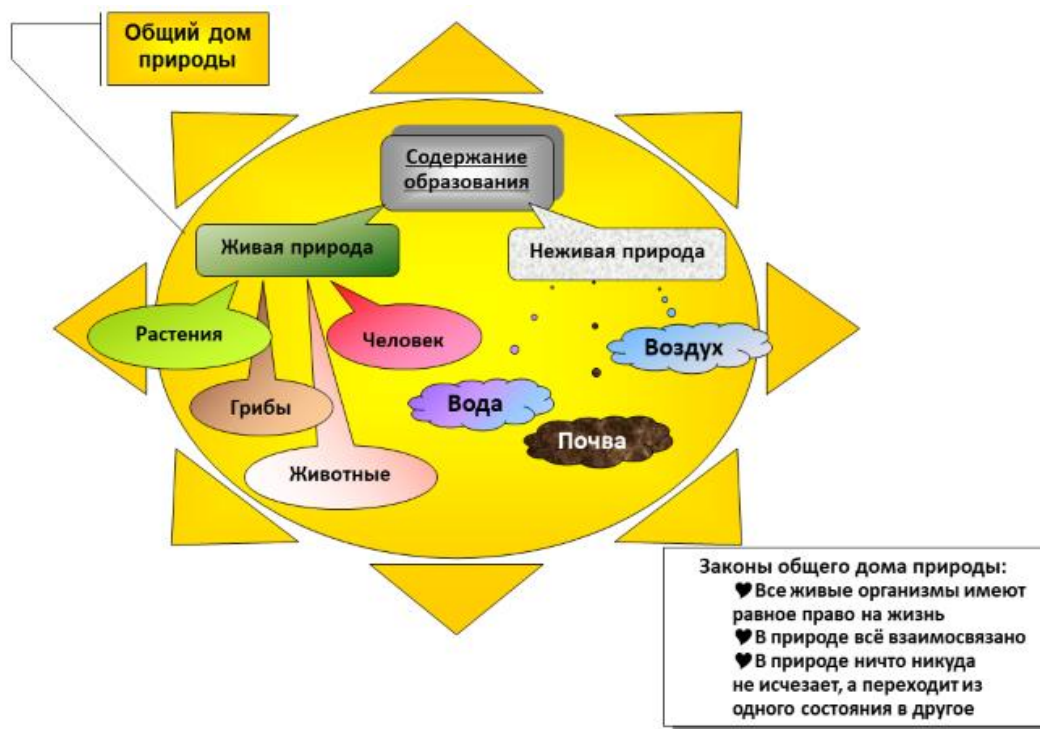 Общий дом
природы
Содержание
образования
Живая природа
Неживая природа
Растения
Человек
Воздух
Грибы
Вода
Почва
Животные
Законы общего дома природы:
❤Все живые организмы имеют
равное право на жизнь
❤В природе всё взаимосвязано
❤В природе ничто никуда
не исчезает, а переходит из
одного состояния в другое